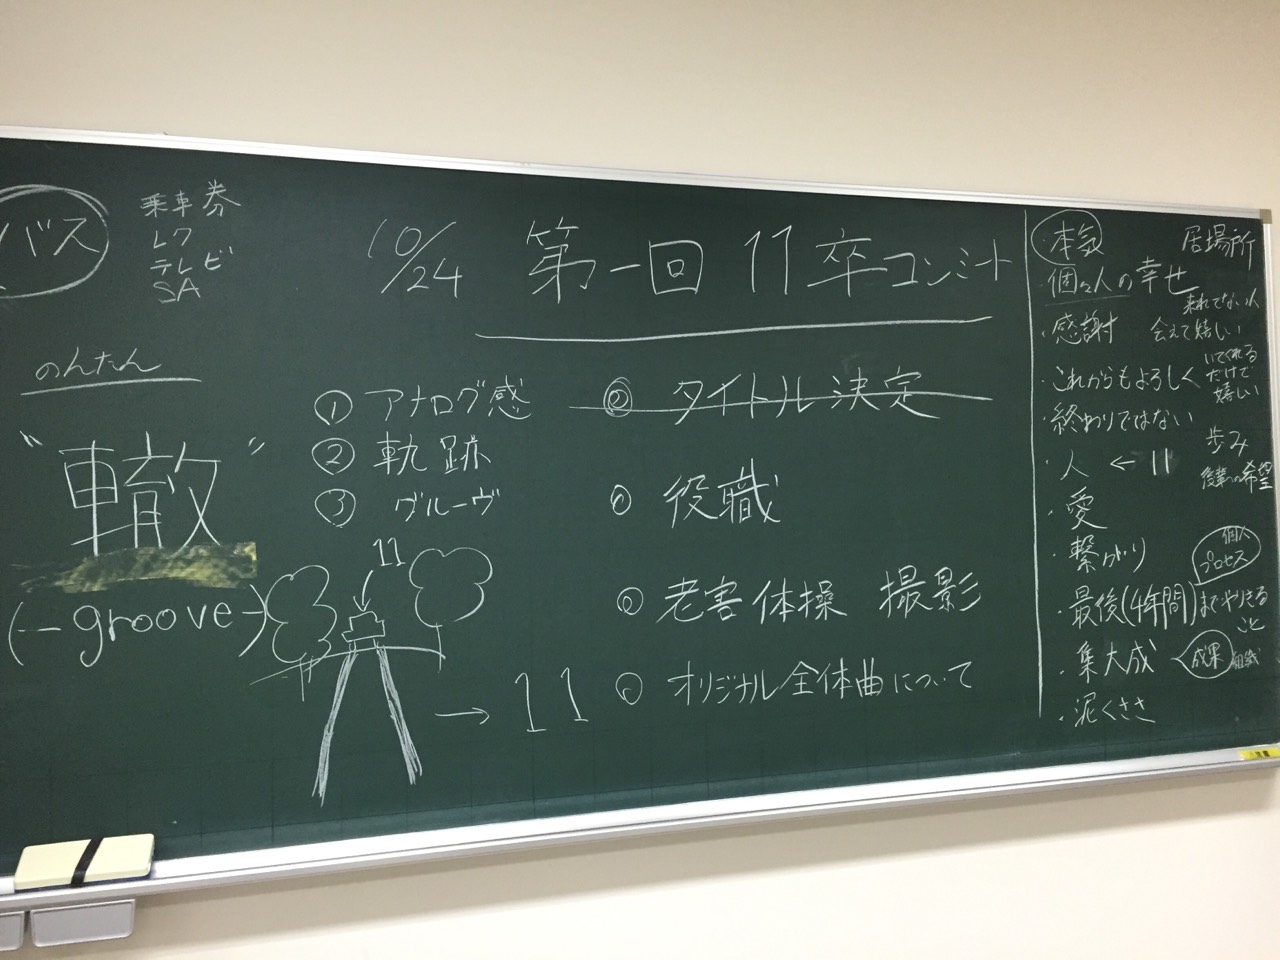 バス
乗車券
レク
テレビ
SA
10/24 第一回 11卒コンミート
のんたん
"轍"
(-groove-)
① アナログ感
② 軌跡
③ グルーヴ
11
→ 11
◎ タイトル決定
◎ 役職
◎ 老害体操 撮影
◎ オリジナル全体曲について
・本気
居場所
・個々人の幸せ
来れてない人
・感謝 会えて嬉しい
いてくれる
だけで
嬉しい
・これからもよろしく
・終わりではない
歩み
・人 ← 11
後輩への希望
・愛
・繋がり
個人
プロセス
・最後(4年間)までやりきる
こと
・集大成 成果 組織
・泥くささ